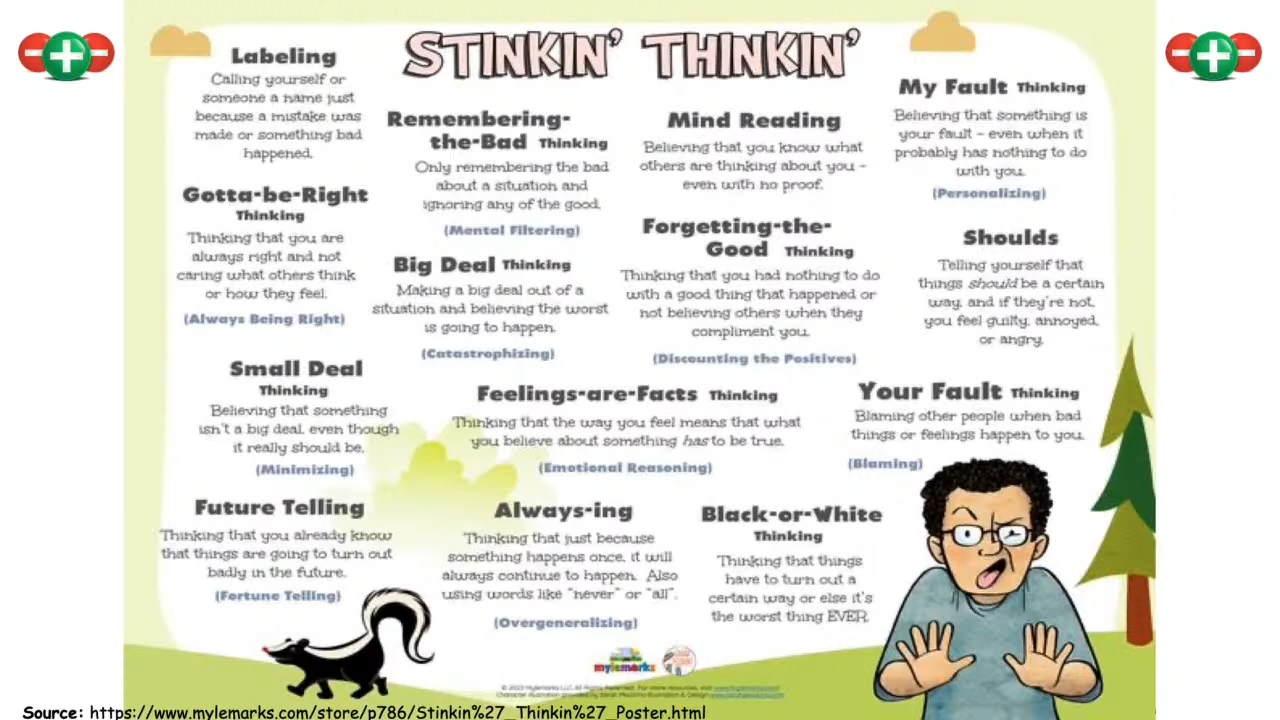 STINKIN' THINKIN'
Labeling
Calling yourself or
someone a name just
because a mistake was
made or something bad
happened.
Remembering-
the-Bad Thinking
Only remembering the bad
about a situation and
ignoring any of the good.
(Mental Filtering)
Mind Reading
Believing that you know what
others are thinking about you –
even with no proof.
My Fault Thinking
Believing that something is
your fault – even when it
probably has nothing to do
with you.
(Personalizing)
Gotta-be-Right
Thinking
Thinking that you are
always right and not
caring what others think
or how they feel.
(Always Being Right)
Big Deal Thinking
Making a big deal out of a
situation and believing the worst
is going to happen.
(Catastrophizing)
Forgetting-the-
Good Thinking
Thinking that you had nothing to do
with a good thing that happened or
not believing others when they
compliment you.
(Discounting the Positives)
Shoulds
Telling yourself that
things should be a certain
way, and if they're not,
you feel guilty, annoyed,
or angry.
Small Deal
Thinking
Believing that something
isn't a big deal, even though
it really should be.
(Minimizing)
Feelings-are-Facts Thinking
Thinking that the way you feel means that what
you believe about something has to be true.
(Emotional Reasoning)
Your Fault Thinking
Blaming other people when bad
things or feelings happen to you.
(Blaming)
Future Telling
Thinking that you already know
that things are going to turn out
badly in the future.
(Fortune Telling)
Always-ing
Thinking that just because
something happens once, it will
always continue to happen. Also
using words like "never" or "all".
(Overgeneralizing)
Black-or-White
Thinking
Thinking that things
have to turn out a
certain way or else it's
the worst thing EVER.
mylemarks
© 2023 Mylemarks LLC. All Rights Reserved. For more resources, visit www.mylemarks.com
Source: https://www.mylemarks.com/store/p786/Stinkin%27_Thinkin%27_Poster.html